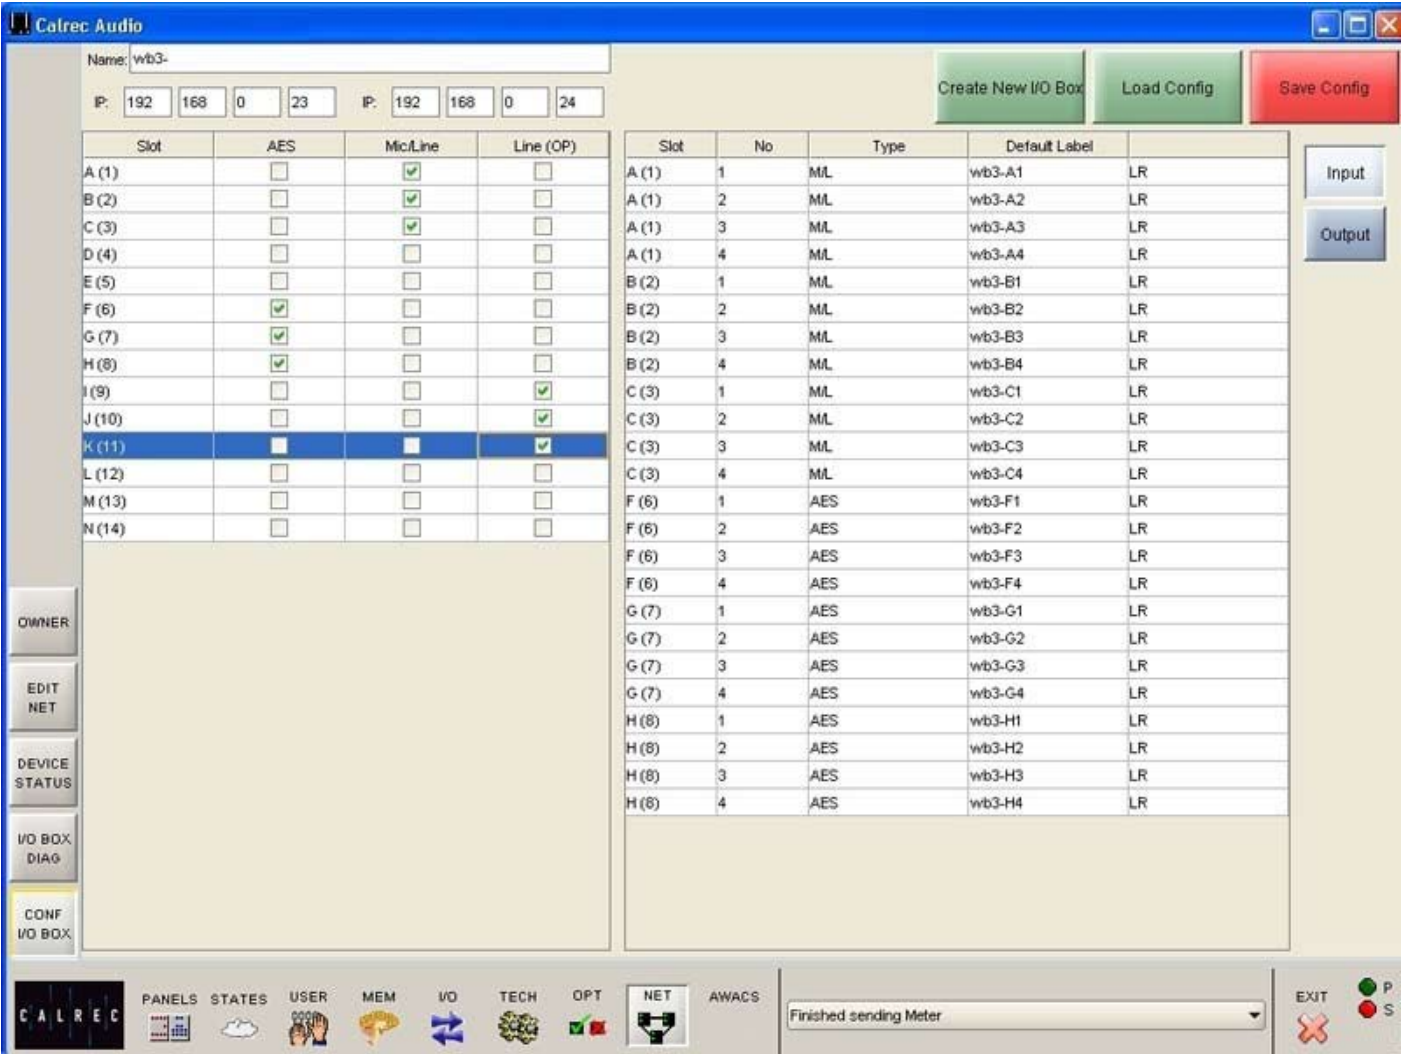 Calrec Audio
Name: wb3-
IP: 192 168 0 23 IP: 192 168 0 24
Create New I/O Box Load Config Save Config
Slot AES Mic/Line Line (OP)
A (1)
B (2)
C (3)
D (4)
E (5)
F (6)
G (7)
H (8)
I (9)
J (10)
K (11)
L (12)
M (13)
N (14)
Slot No Type Default Label
A (1) 1 M/L wb3-A1 LR
A (1) 2 M/L wb3-A2 LR
A (1) 3 M/L wb3-A3 LR
A (1) 4 M/L wb3-A4 LR
B (2) 1 M/L wb3-B1 LR
B (2) 2 M/L wb3-B2 LR
B (2) 3 M/L wb3-B3 LR
B (2) 4 M/L wb3-B4 LR
C (3) 1 M/L wb3-C1 LR
C (3) 2 M/L wb3-C2 LR
C (3) 3 M/L wb3-C3 LR
C (3) 4 M/L wb3-C4 LR
F (6) 1 AES wb3-F1 LR
F (6) 2 AES wb3-F2 LR
F (6) 3 AES wb3-F3 LR
F (6) 4 AES wb3-F4 LR
G (7) 1 AES wb3-G1 LR
G (7) 2 AES wb3-G2 LR
G (7) 3 AES wb3-G3 LR
G (7) 4 AES wb3-G4 LR
H (8) 1 AES wb3-H1 LR
H (8) 2 AES wb3-H2 LR
H (8) 3 AES wb3-H3 LR
H (8) 4 AES wb3-H4 LR
Input
Output
OWNER
EDIT
NET
DEVICE
STATUS
I/O BOX
DIAG
CONF
I/O BOX
CALREC
PANELS STATES USER MEM I/O TECH OPT NET AWACS
Finished sending Meter
EXIT
P
S